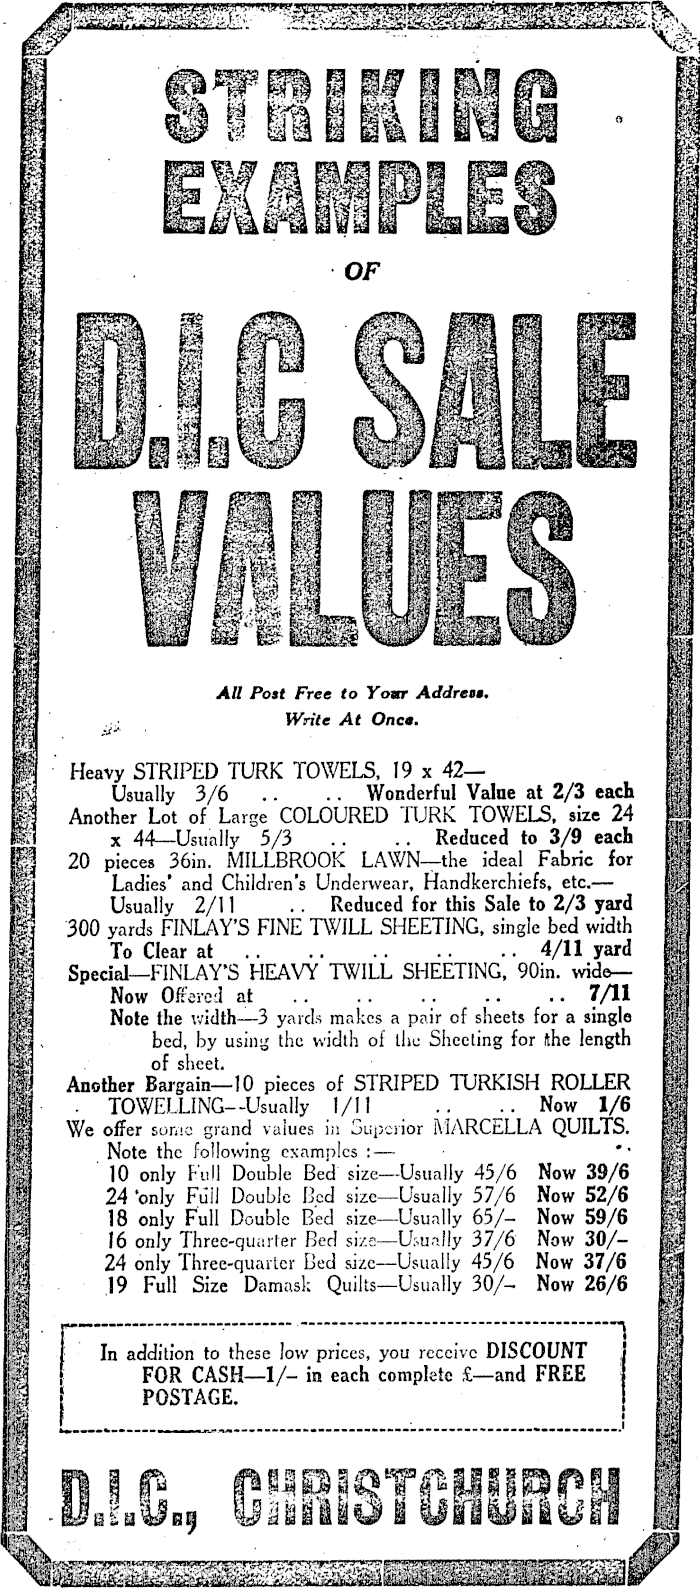 STRIKING
EXAMPLES
OF
D.I.C SALE
VALUES
All Post Free to Your Address.
Write At Once.
Heavy STRIPED TURK TOWELS, 19 x 42—
Usually 3/6 .. .. Wonderful Value at 2/3 each
Another Lot of Large COLOURED TURK TOWELS, size 24
x 44—Usually 5/3 .. .. Reduced to 3/9 each
20 pieces 36in. MILLBROOK LAWN—the ideal Fabric for
Ladies' and Children's Underwear, Handkerchiefs, etc.—
Usually 2/11 .. Reduced for this Sale to 2/3 yard
300 yards FINLAY'S FINE TWILL SHEETING, single bed width
To Clear at .. .. .. .. .. 4/11 yard
Special—FINLAY'S HEAVY TWILL SHEETING, 90in. wide—
Now Offered at .. .. .. .. .. 7/11
Note the width—3 yards makes a pair of sheets for a single
bed, by using the width of the Sheeting for the length
of sheet.
Another Bargain—10 pieces of STRIPED TURKISH ROLLER
TOWELLING--Usually 1/11 .. .. Now 1/6
We offer some grand values in Superior MARCELLA QUILTS.
Note the following examples :—
10 only Full Double Bed size—Usually 45/6 Now 39/6
24 only Full Double Bed size—Usually 57/6 Now 52/6
18 only Full Double Bed size—Usually 65/- Now 59/6
16 only Three-quarter Bed size—Usually 37/6 Now 30/-
24 only Three-quarter Bed size—Usually 45/6 Now 37/6
19 Full Size Damask Quilts—Usually 30/- Now 26/6
In addition to these low prices, you receive DISCOUNT
FOR CASH—1/- in each complete £—and FREE
POSTAGE.
D.I.C., CHRISTCHURCH